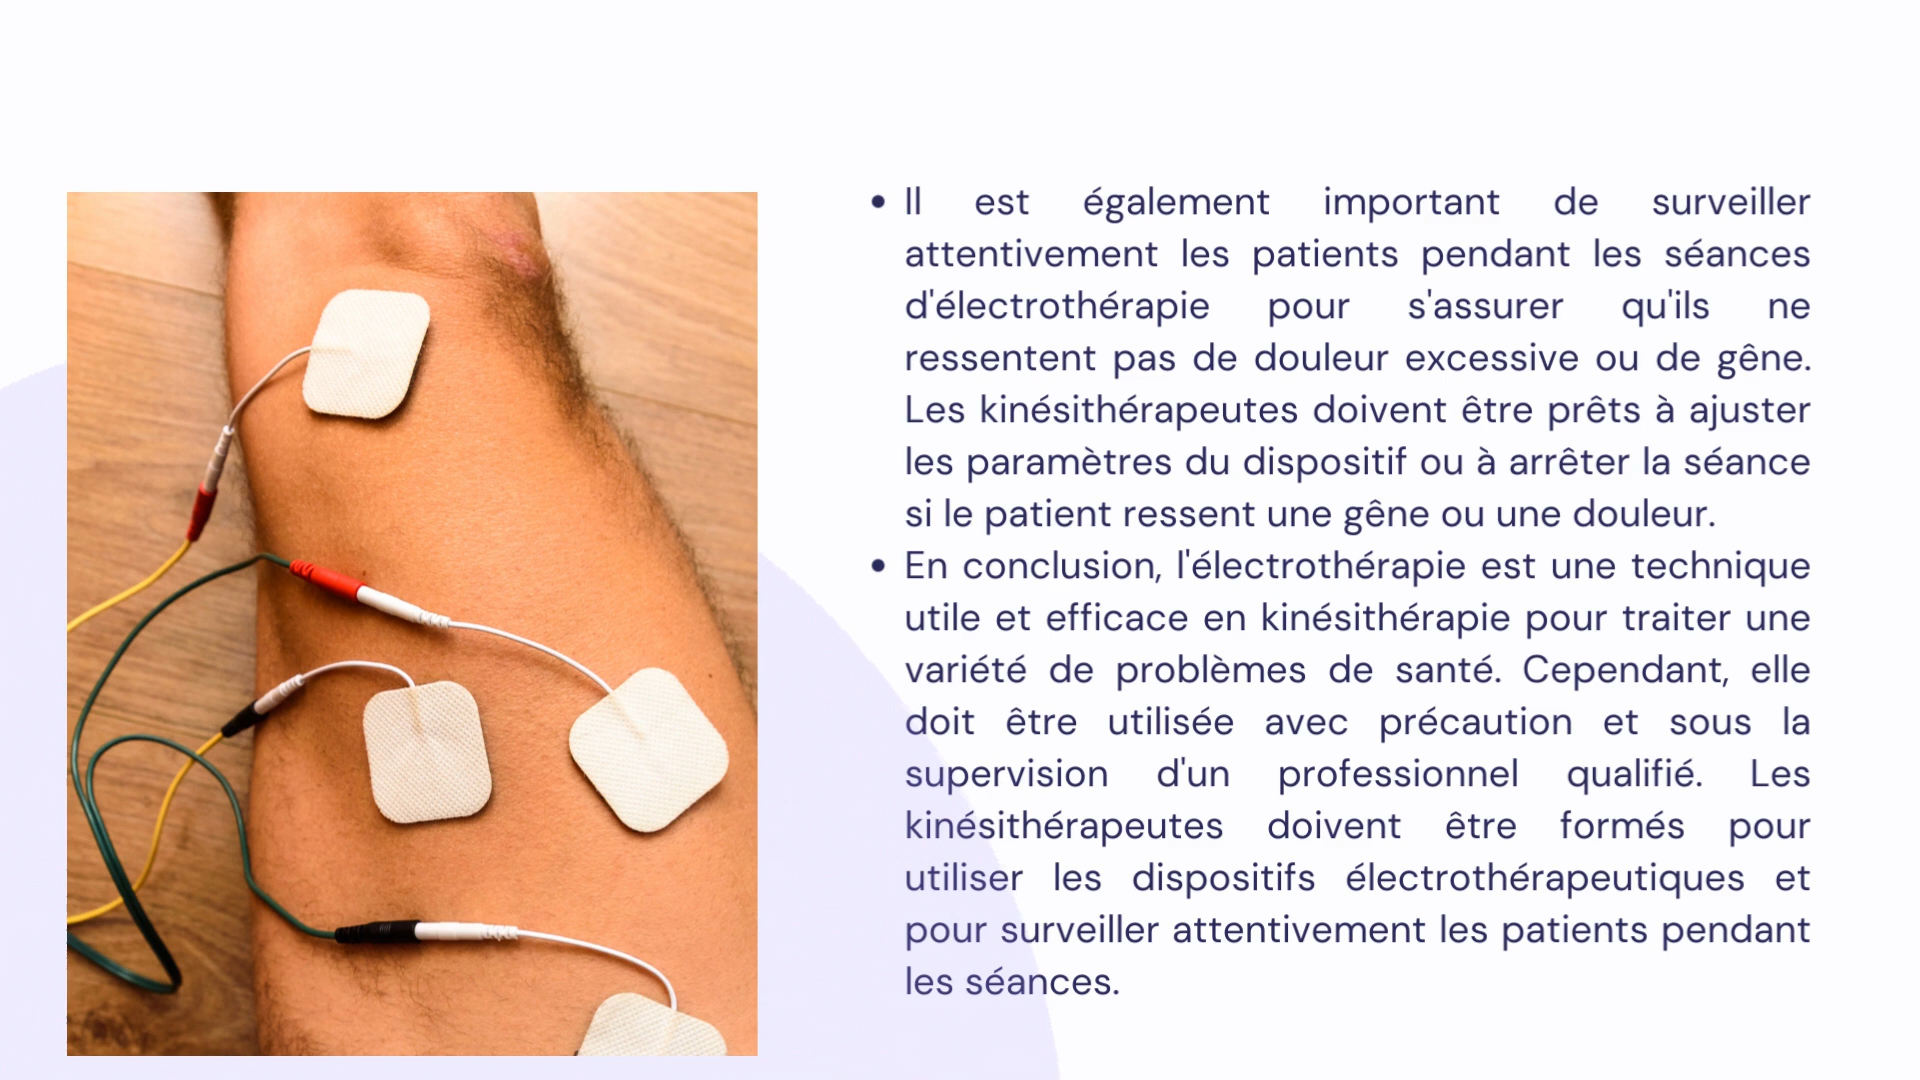 • Il est également important de surveiller
attentivement les patients pendant les séances
d'électrothérapie pour s'assurer qu'ils ne
ressentent pas de douleur excessive ou de gêne.
Les kinésithérapeutes doivent être prêts à ajuster
les paramètres du dispositif ou à arrêter la séance
si le patient ressent une gêne ou une douleur.
• En conclusion, l'électrothérapie est une technique
utile et efficace en kinésithérapie pour traiter une
variété de problèmes de santé. Cependant, elle
doit être utilisée avec précaution et sous la
supervision d'un professionnel qualifié. Les
kinésithérapeutes doivent être formés pour
utiliser les dispositifs électrothérapeutiques et
pour surveiller attentivement les patients pendant
les séances.